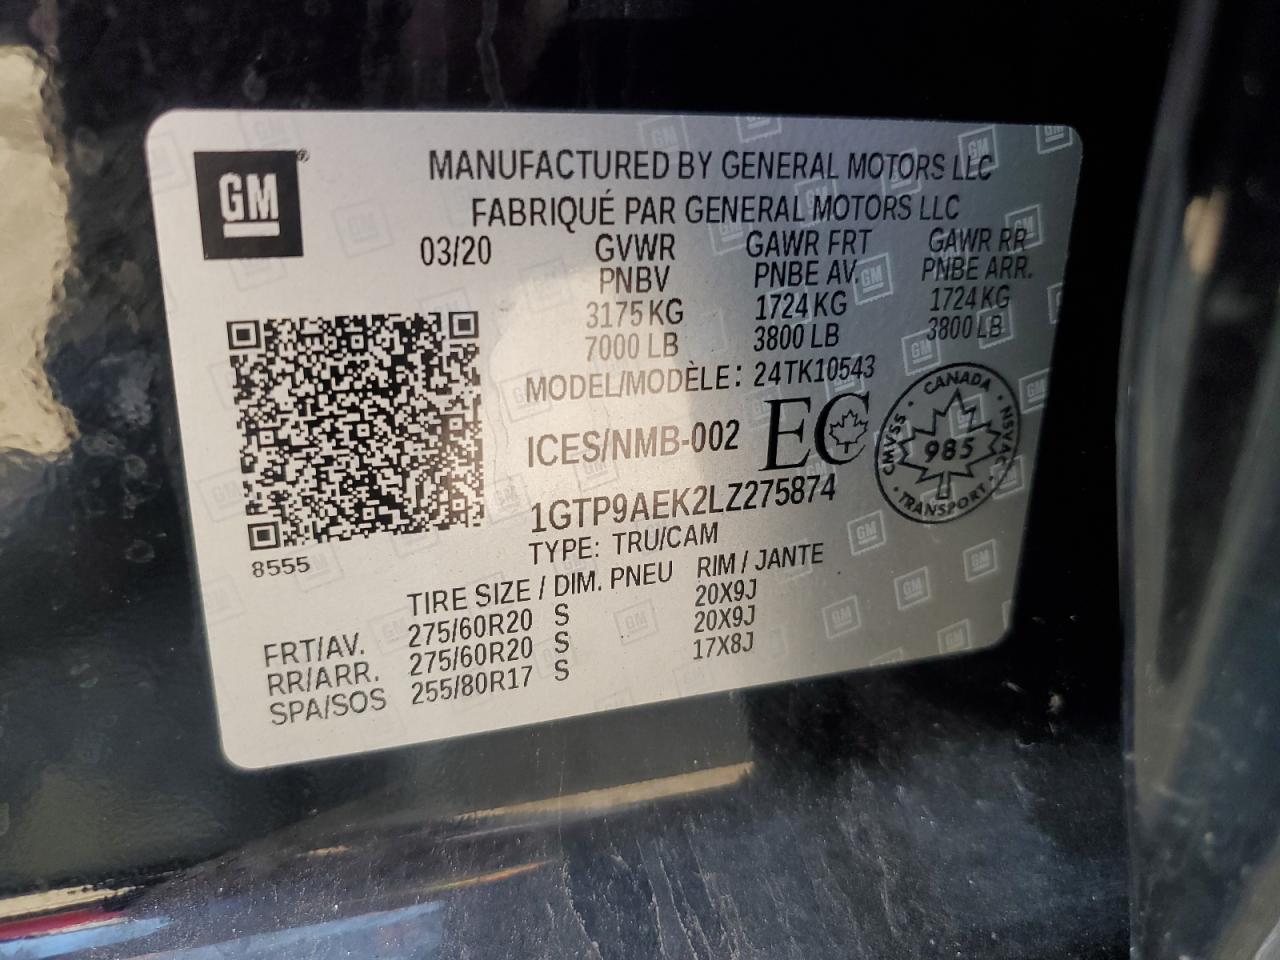 GM®
MANUFACTURED BY GENERAL MOTORS LLC
FABRIQUÉ PAR GENERAL MOTORS LLC
03/20 GVWR GAWR FRT GAWR RR
PNBV PNBE AV. PNBE ARR.
3175 KG 1724 KG 1724 KG
7000 LB 3800 LB 3800 LB
MODEL/MODÈLE: 24TK10543
ICES/NMB-002 EC
CANADA
CMVSS 985 NSVAC
TRANSPORT
1GTP9AEK2LZ275874
TYPE: TRU/CAM
8555
TIRE SIZE / DIM. PNEU RIM / JANTE
FRT/AV. 275/60R20 S 20X9J
RR/ARR. 275/60R20 S 20X9J
SPA/SOS 255/80R17 S 17X8J